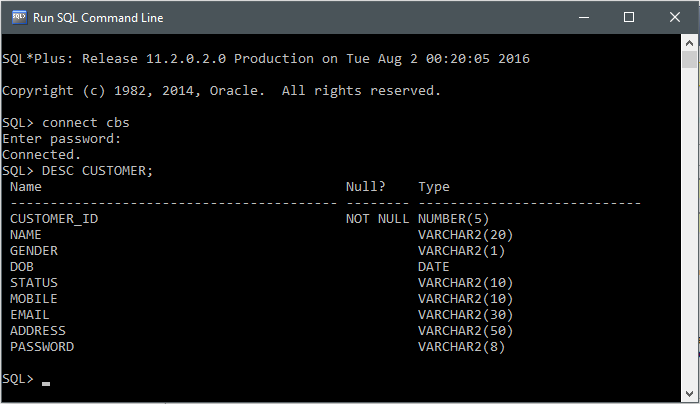 Run SQL Command Line
SQL*Plus: Release 11.2.0.2.0 Production on Tue Aug 2 00:20:05 2016
Copyright (c) 1982, 2014, Oracle.  All rights reserved.
SQL> connect cbs
Enter password:
Connected.
SQL> DESC CUSTOMER;
 Name                                      Null?    Type
 ----------------------------------------- -------- ----------------------------
 CUSTOMER_ID                               NOT NULL NUMBER(5)
 NAME                                               VARCHAR2(20)
 GENDER                                             VARCHAR2(1)
 DOB                                                DATE
 STATUS                                             VARCHAR2(10)
 MOBILE                                             VARCHAR2(10)
 EMAIL                                              VARCHAR2(30)
 ADDRESS                                            VARCHAR2(50)
 PASSWORD                                           VARCHAR2(8)
SQL> _